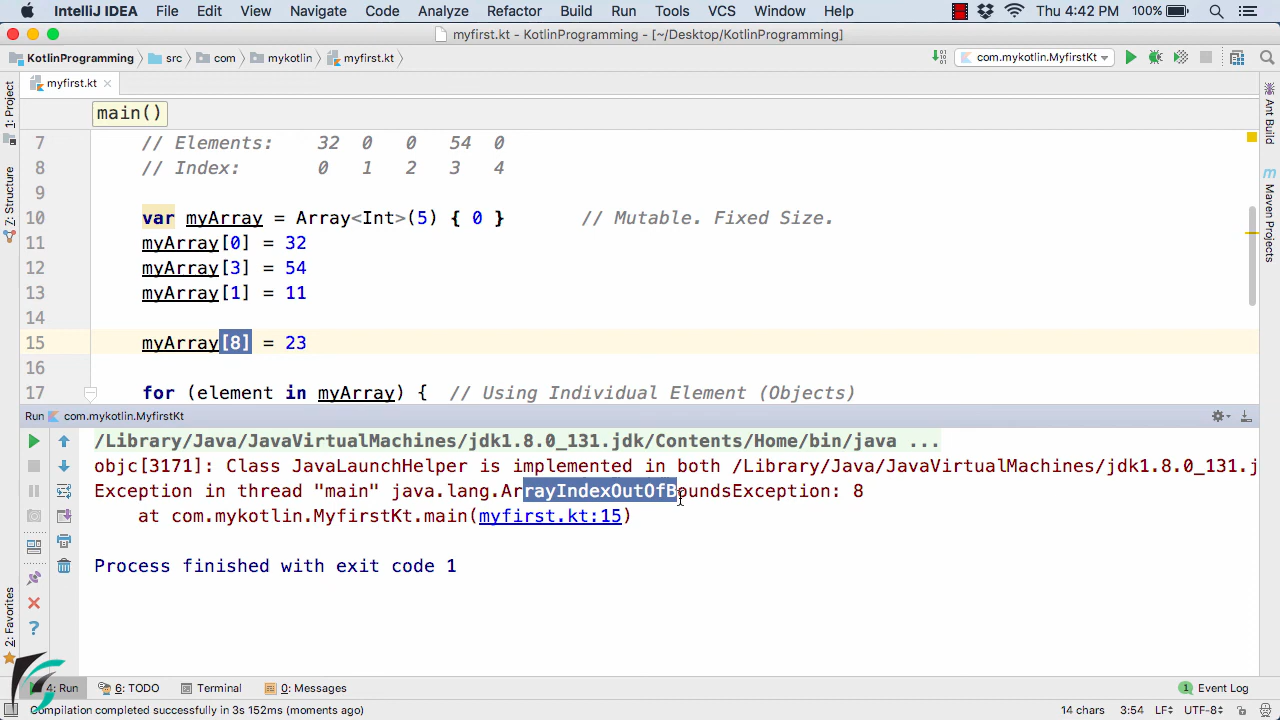 IntelliJ IDEA File Edit View Navigate Code Analyze Refactor Build Run Tools VCS Window Help Thu 4:42 PM 100%
myfirst.kt - KotlinProgramming - [~/Desktop/KotlinProgramming]
KotlinProgramming src com mykotlin myfirst.kt com.mykotlin.MyfirstKt
myfirst.kt
1: Project
Z: Structure
2: Favorites
Ant Build
Maven Projects
main()
7 // Elements: 32 0 0 54 0
8 // Index: 0 1 2 3 4
9
10 var myArray = Array<Int>(5) { 0 } // Mutable. Fixed Size.
11 myArray[0] = 32
12 myArray[3] = 54
13 myArray[1] = 11
14
15 myArray[8] = 23
16
17 for (element in myArray) { // Using Individual Element (Objects)
Run com.mykotlin.MyfirstKt
/Library/Java/JavaVirtualMachines/jdk1.8.0_131.jdk/Contents/Home/bin/java ...
objc[3171]: Class JavaLaunchHelper is implemented in both /Library/Java/JavaVirtualMachines/jdk1.8.0_131.j
Exception in thread "main" java.lang.ArrayIndexOutOfBoundsException: 8
at com.mykotlin.MyfirstKt.main(myfirst.kt:15)
Process finished with exit code 1
4: Run 6: TODO Terminal 0: Messages 1 Event Log
Compilation completed successfully in 3s 152ms (moments ago) 14 chars 3:54 LF÷ UTF-8÷